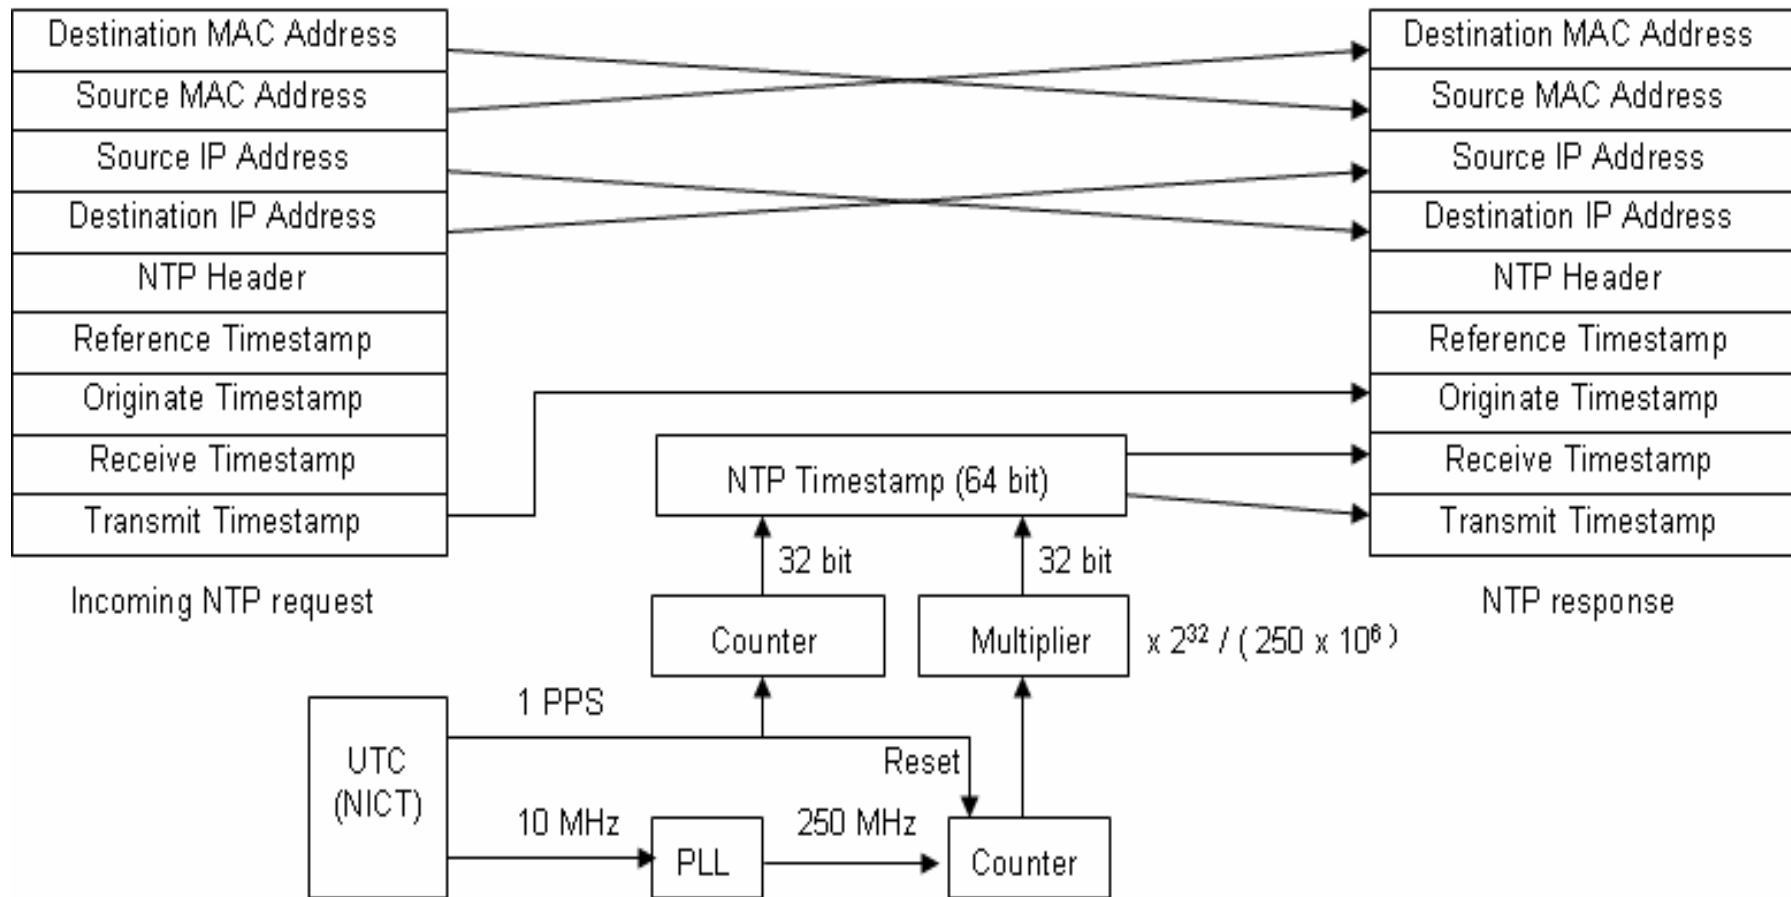 Destination MAC Address
Source MAC Address
Source IP Address
Destination IP Address
NTP Header
Reference Timestamp
Originate Timestamp
Receive Timestamp
Transmit Timestamp
Incoming NTP request
Destination MAC Address
Source MAC Address
Source IP Address
Destination IP Address
NTP Header
Reference Timestamp
Originate Timestamp
Receive Timestamp
Transmit Timestamp
NTP response
NTP Timestamp (64 bit)
32 bit
32 bit
Counter
Multiplier
x 2³² / ( 250 x 10⁶ )
1 PPS
Reset
UTC
(NICT)
10 MHz
PLL
250 MHz
Counter